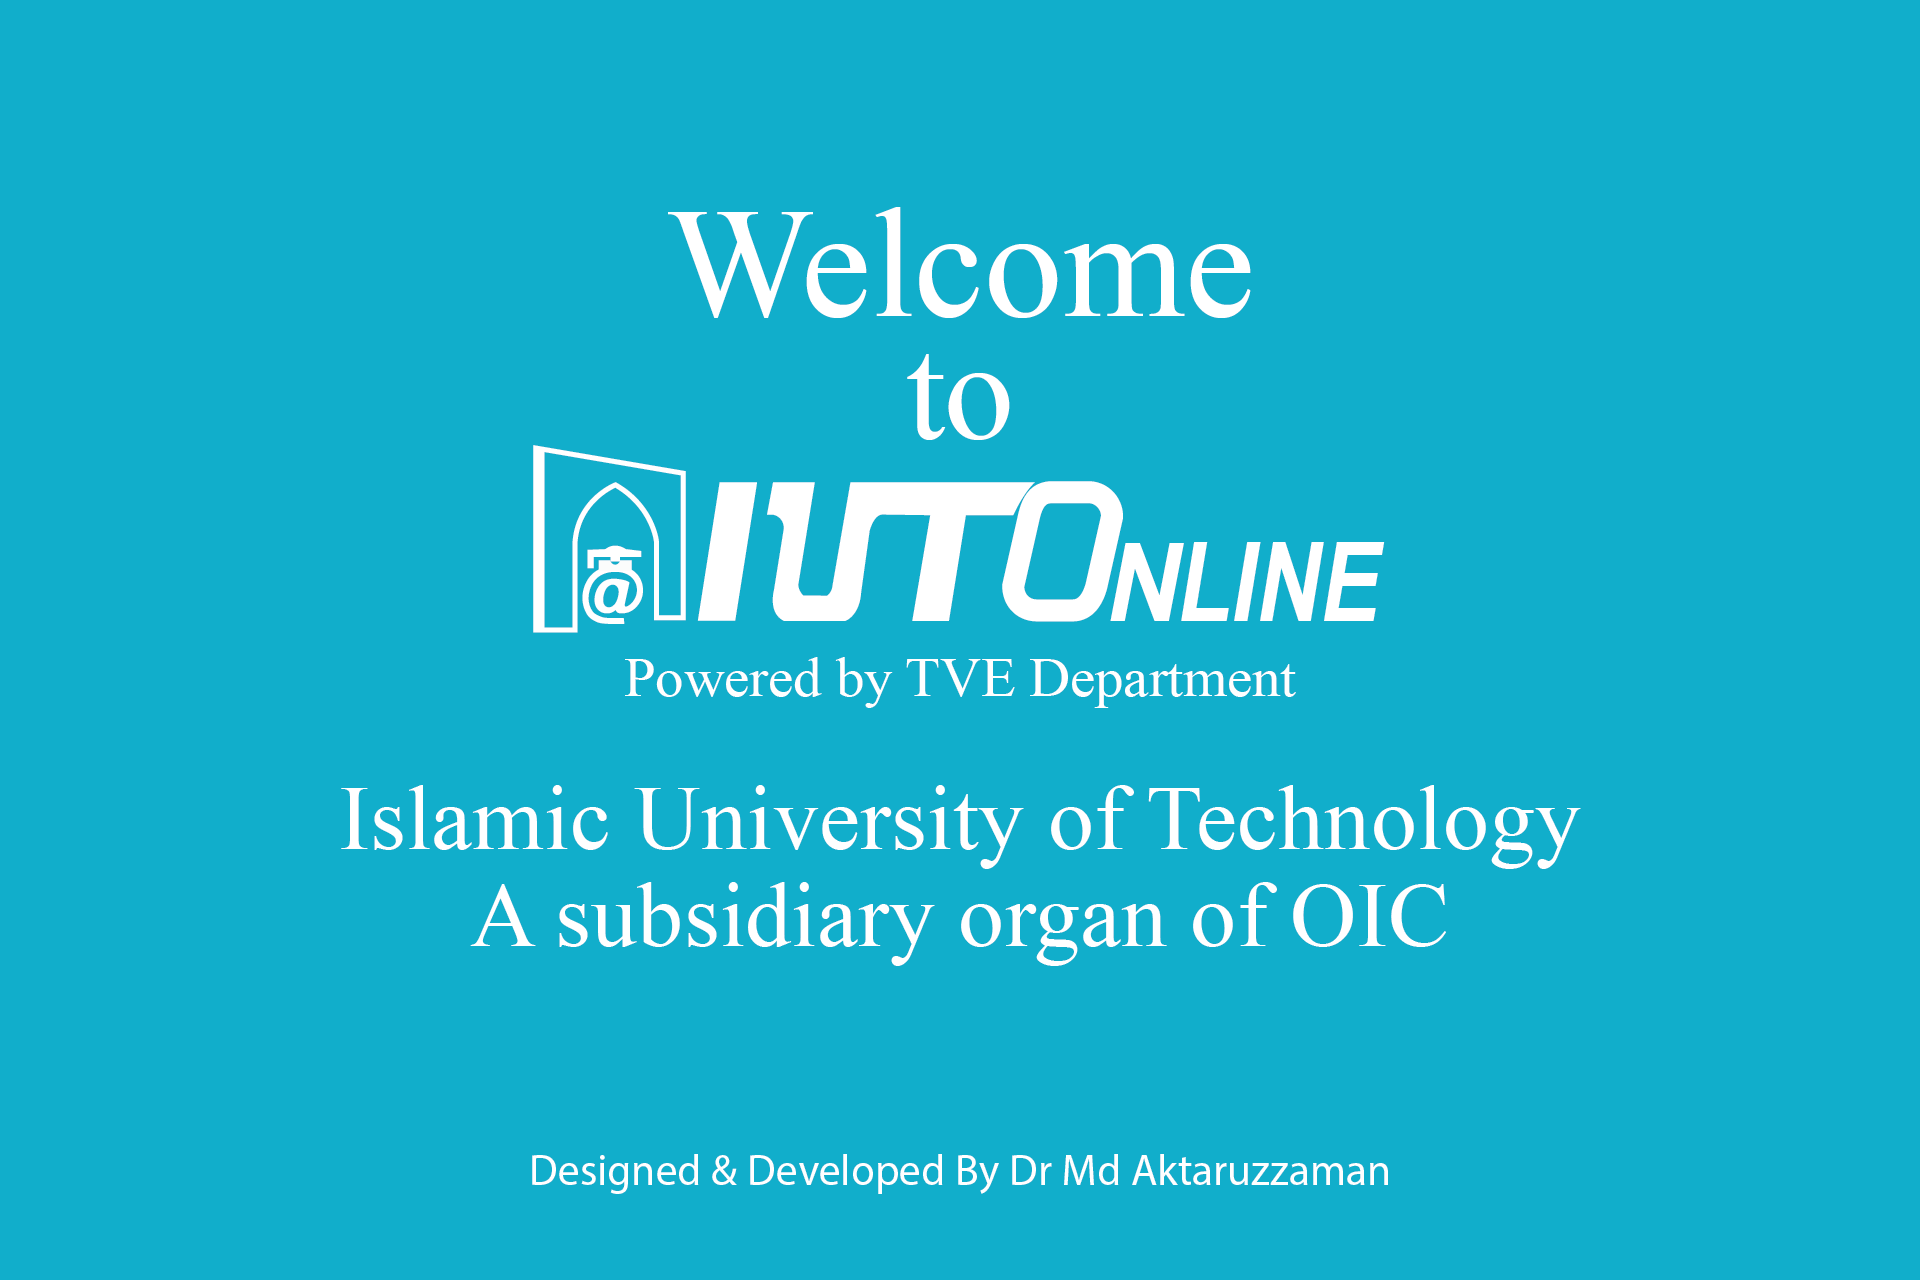 Welcome
to
@ IUTONLINE
Powered by TVE Department
Islamic University of Technology
A subsidiary organ of OIC
Designed & Developed By Dr Md Aktaruzzaman